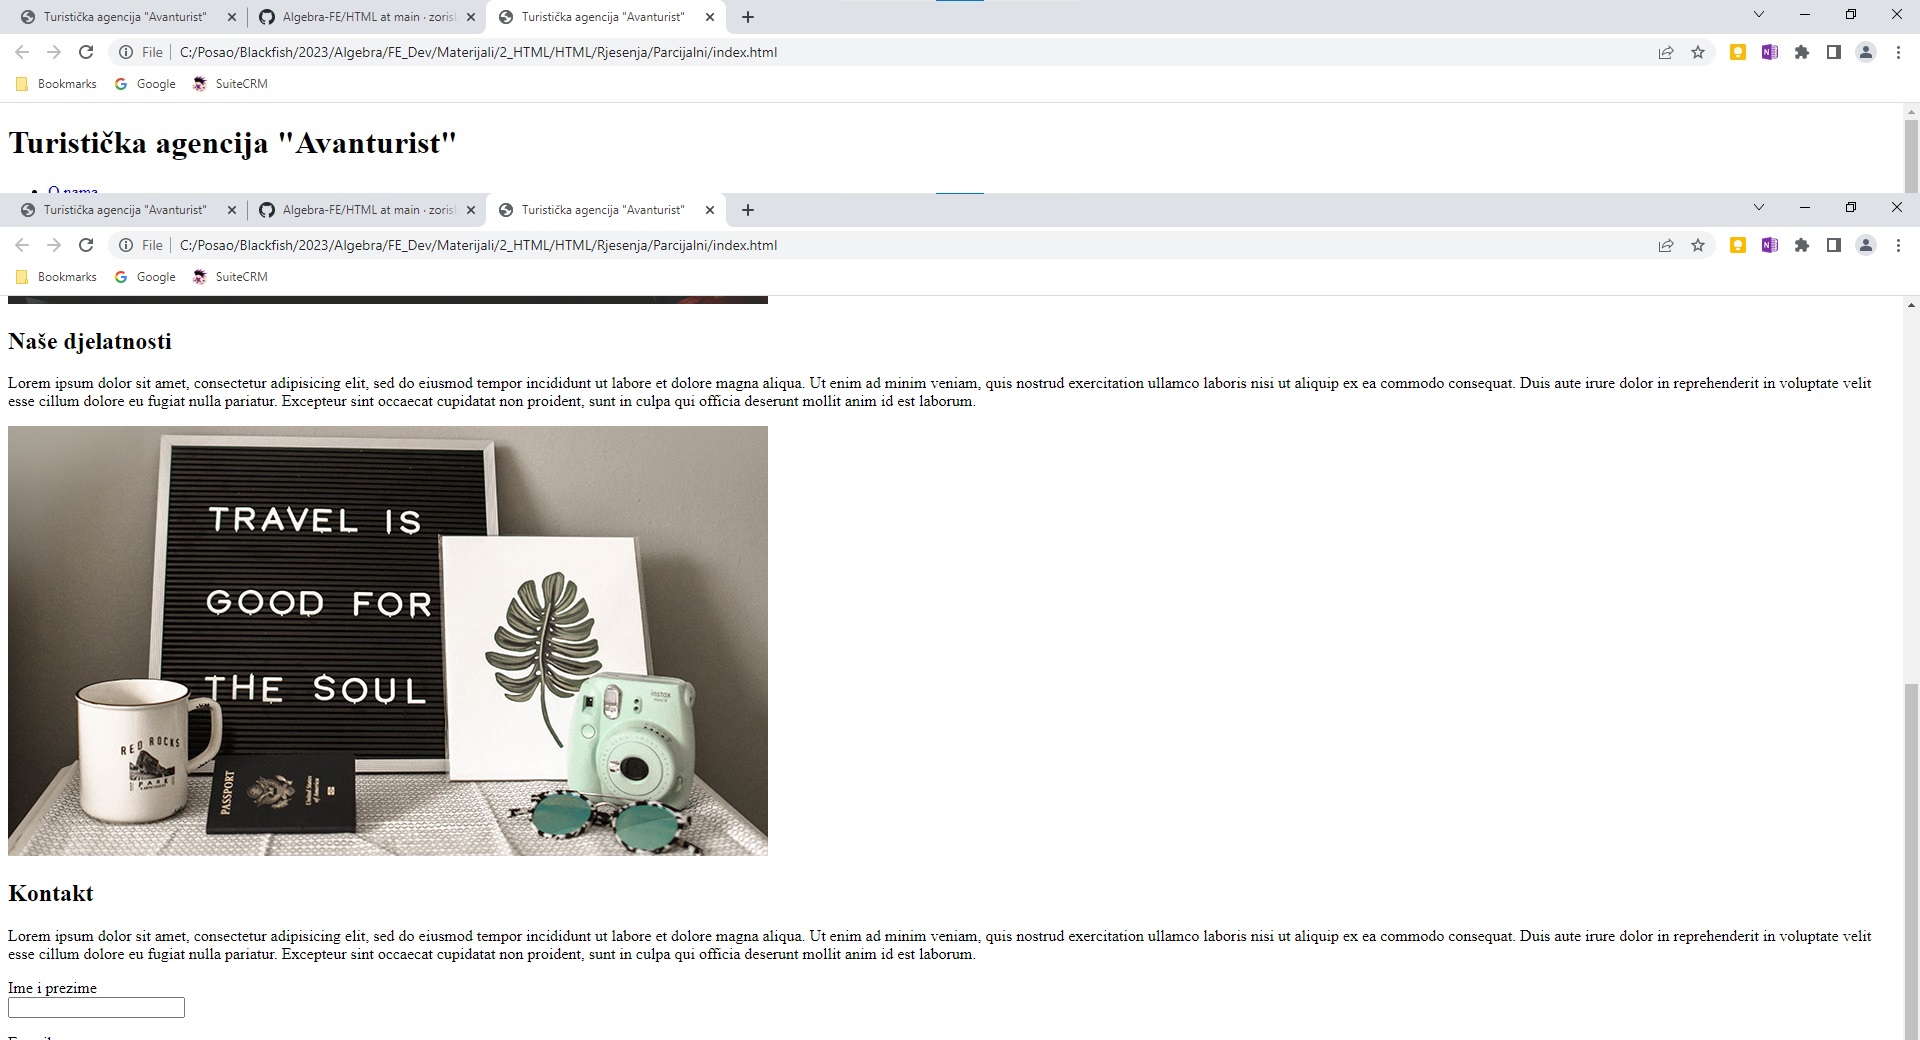 Turistička agencija "Avanturist"
Algebra-FE/HTML at main · zoris
Turistička agencija "Avanturist"
File
C:/Posao/Blackfish/2023/Algebra/FE_Dev/Materijali/2_HTML/HTML/Rjesenja/Parcijalni/index.html
Bookmarks
Google
SuiteCRM
Turistička agencija "Avanturist"
O nama
Turistička agencija "Avanturist"
Algebra-FE/HTML at main · zoris
Turistička agencija "Avanturist"
File
C:/Posao/Blackfish/2023/Algebra/FE_Dev/Materijali/2_HTML/HTML/Rjesenja/Parcijalni/index.html
Bookmarks
Google
SuiteCRM
Naše djelatnosti
Lorem ipsum dolor sit amet, consectetur adipisicing elit, sed do eiusmod tempor incididunt ut labore et dolore magna aliqua. Ut enim ad minim veniam, quis nostrud exercitation ullamco laboris nisi ut aliquip ex ea commodo consequat. Duis aute irure dolor in reprehenderit in voluptate velit
esse cillum dolore eu fugiat nulla pariatur. Excepteur sint occaecat cupidatat non proident, sunt in culpa qui officia deserunt mollit anim id est laborum.
TRAVEL IS
GOOD FOR
THE SOUL
instax
RED ROCKS
PARK
PASSPORT
United States
of America
Kontakt
Lorem ipsum dolor sit amet, consectetur adipisicing elit, sed do eiusmod tempor incididunt ut labore et dolore magna aliqua. Ut enim ad minim veniam, quis nostrud exercitation ullamco laboris nisi ut aliquip ex ea commodo consequat. Duis aute irure dolor in reprehenderit in voluptate velit
esse cillum dolore eu fugiat nulla pariatur. Excepteur sint occaecat cupidatat non proident, sunt in culpa qui officia deserunt mollit anim id est laborum.
Ime i prezime